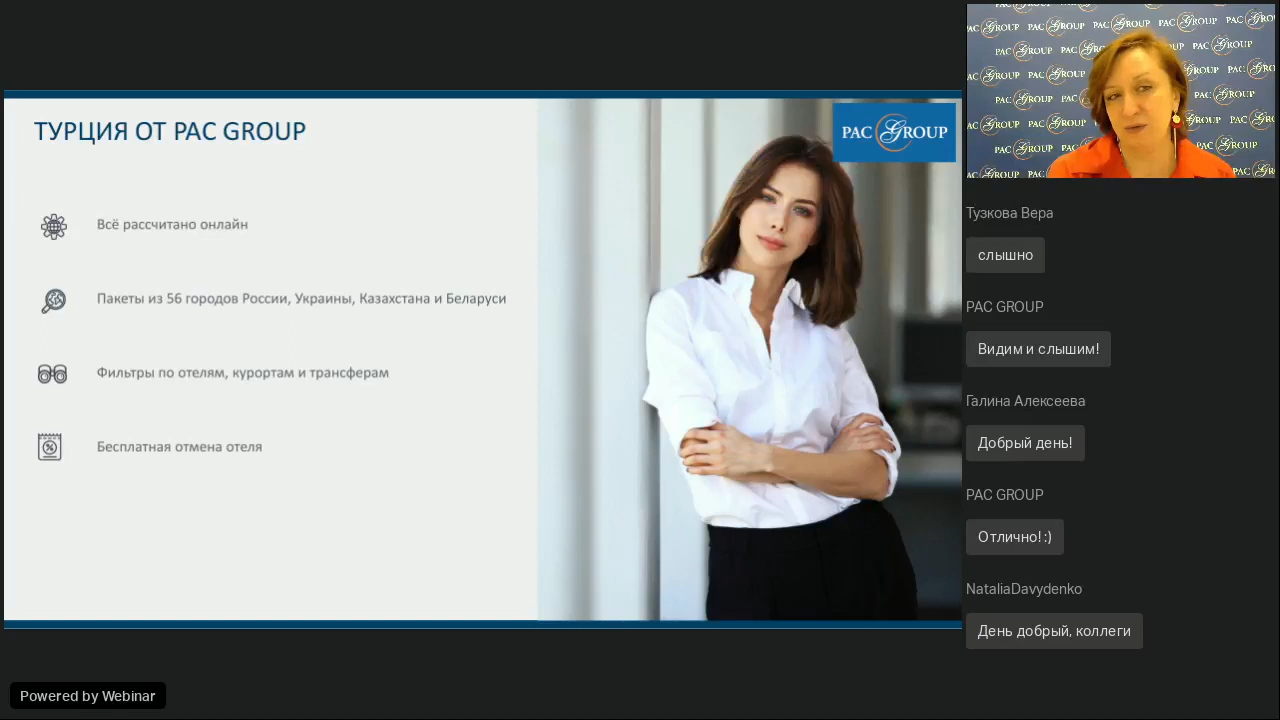 ТУРЦИЯ ОТ PAC GROUP
PAC GROUP
Всё рассчитано онлайн
Пакеты из 56 городов России, Украины, Казахстана и Беларуси
Фильтры по отелям, курортам и трансферам
Бесплатная отмена отеля
Тузкова Вера
слышно
PAC GROUP
Видим и слышим!
Галина Алексеева
Добрый день!
PAC GROUP
Отлично! :)
NataliaDavydenko
День добрый, коллеги
Powered by Webinar